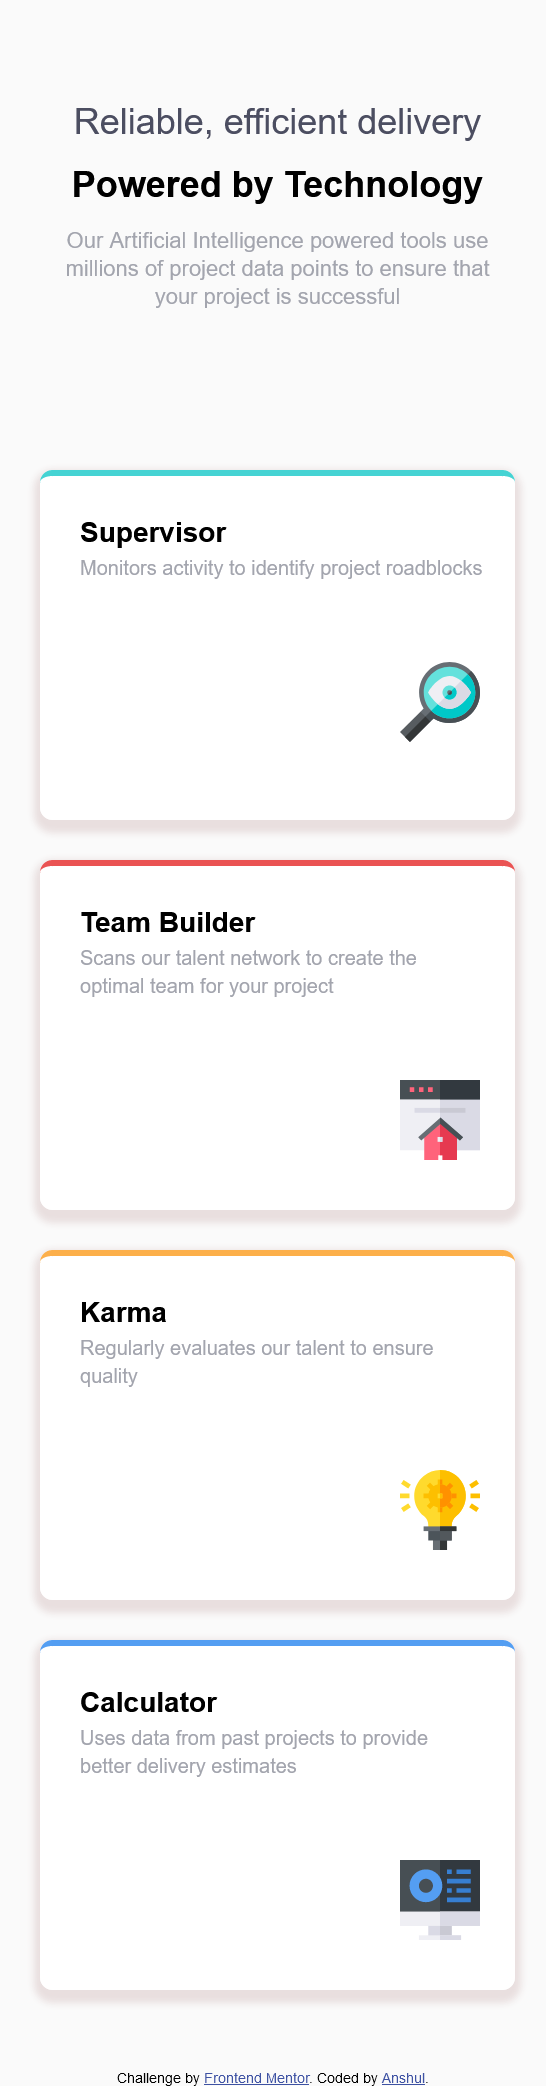 Reliable, efficient delivery
Powered by Technology
Our Artificial Intelligence powered tools use
millions of project data points to ensure that
your project is successful
Supervisor
Monitors activity to identify project roadblocks
Team Builder
Scans our talent network to create the
optimal team for your project
Karma
Regularly evaluates our talent to ensure
quality
Calculator
Uses data from past projects to provide
better delivery estimates
Challenge by Frontend Mentor. Coded by Anshul.